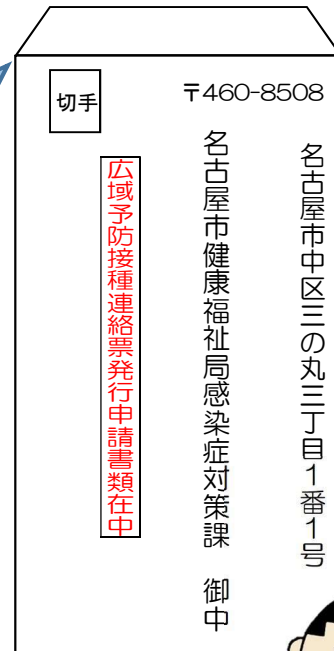 〒460-8508
名古屋市中区三の丸三丁目1番1号
名古屋市健康福祉局感染症対策課　御中
切手
広域予防接種連絡票発行申請書類在中